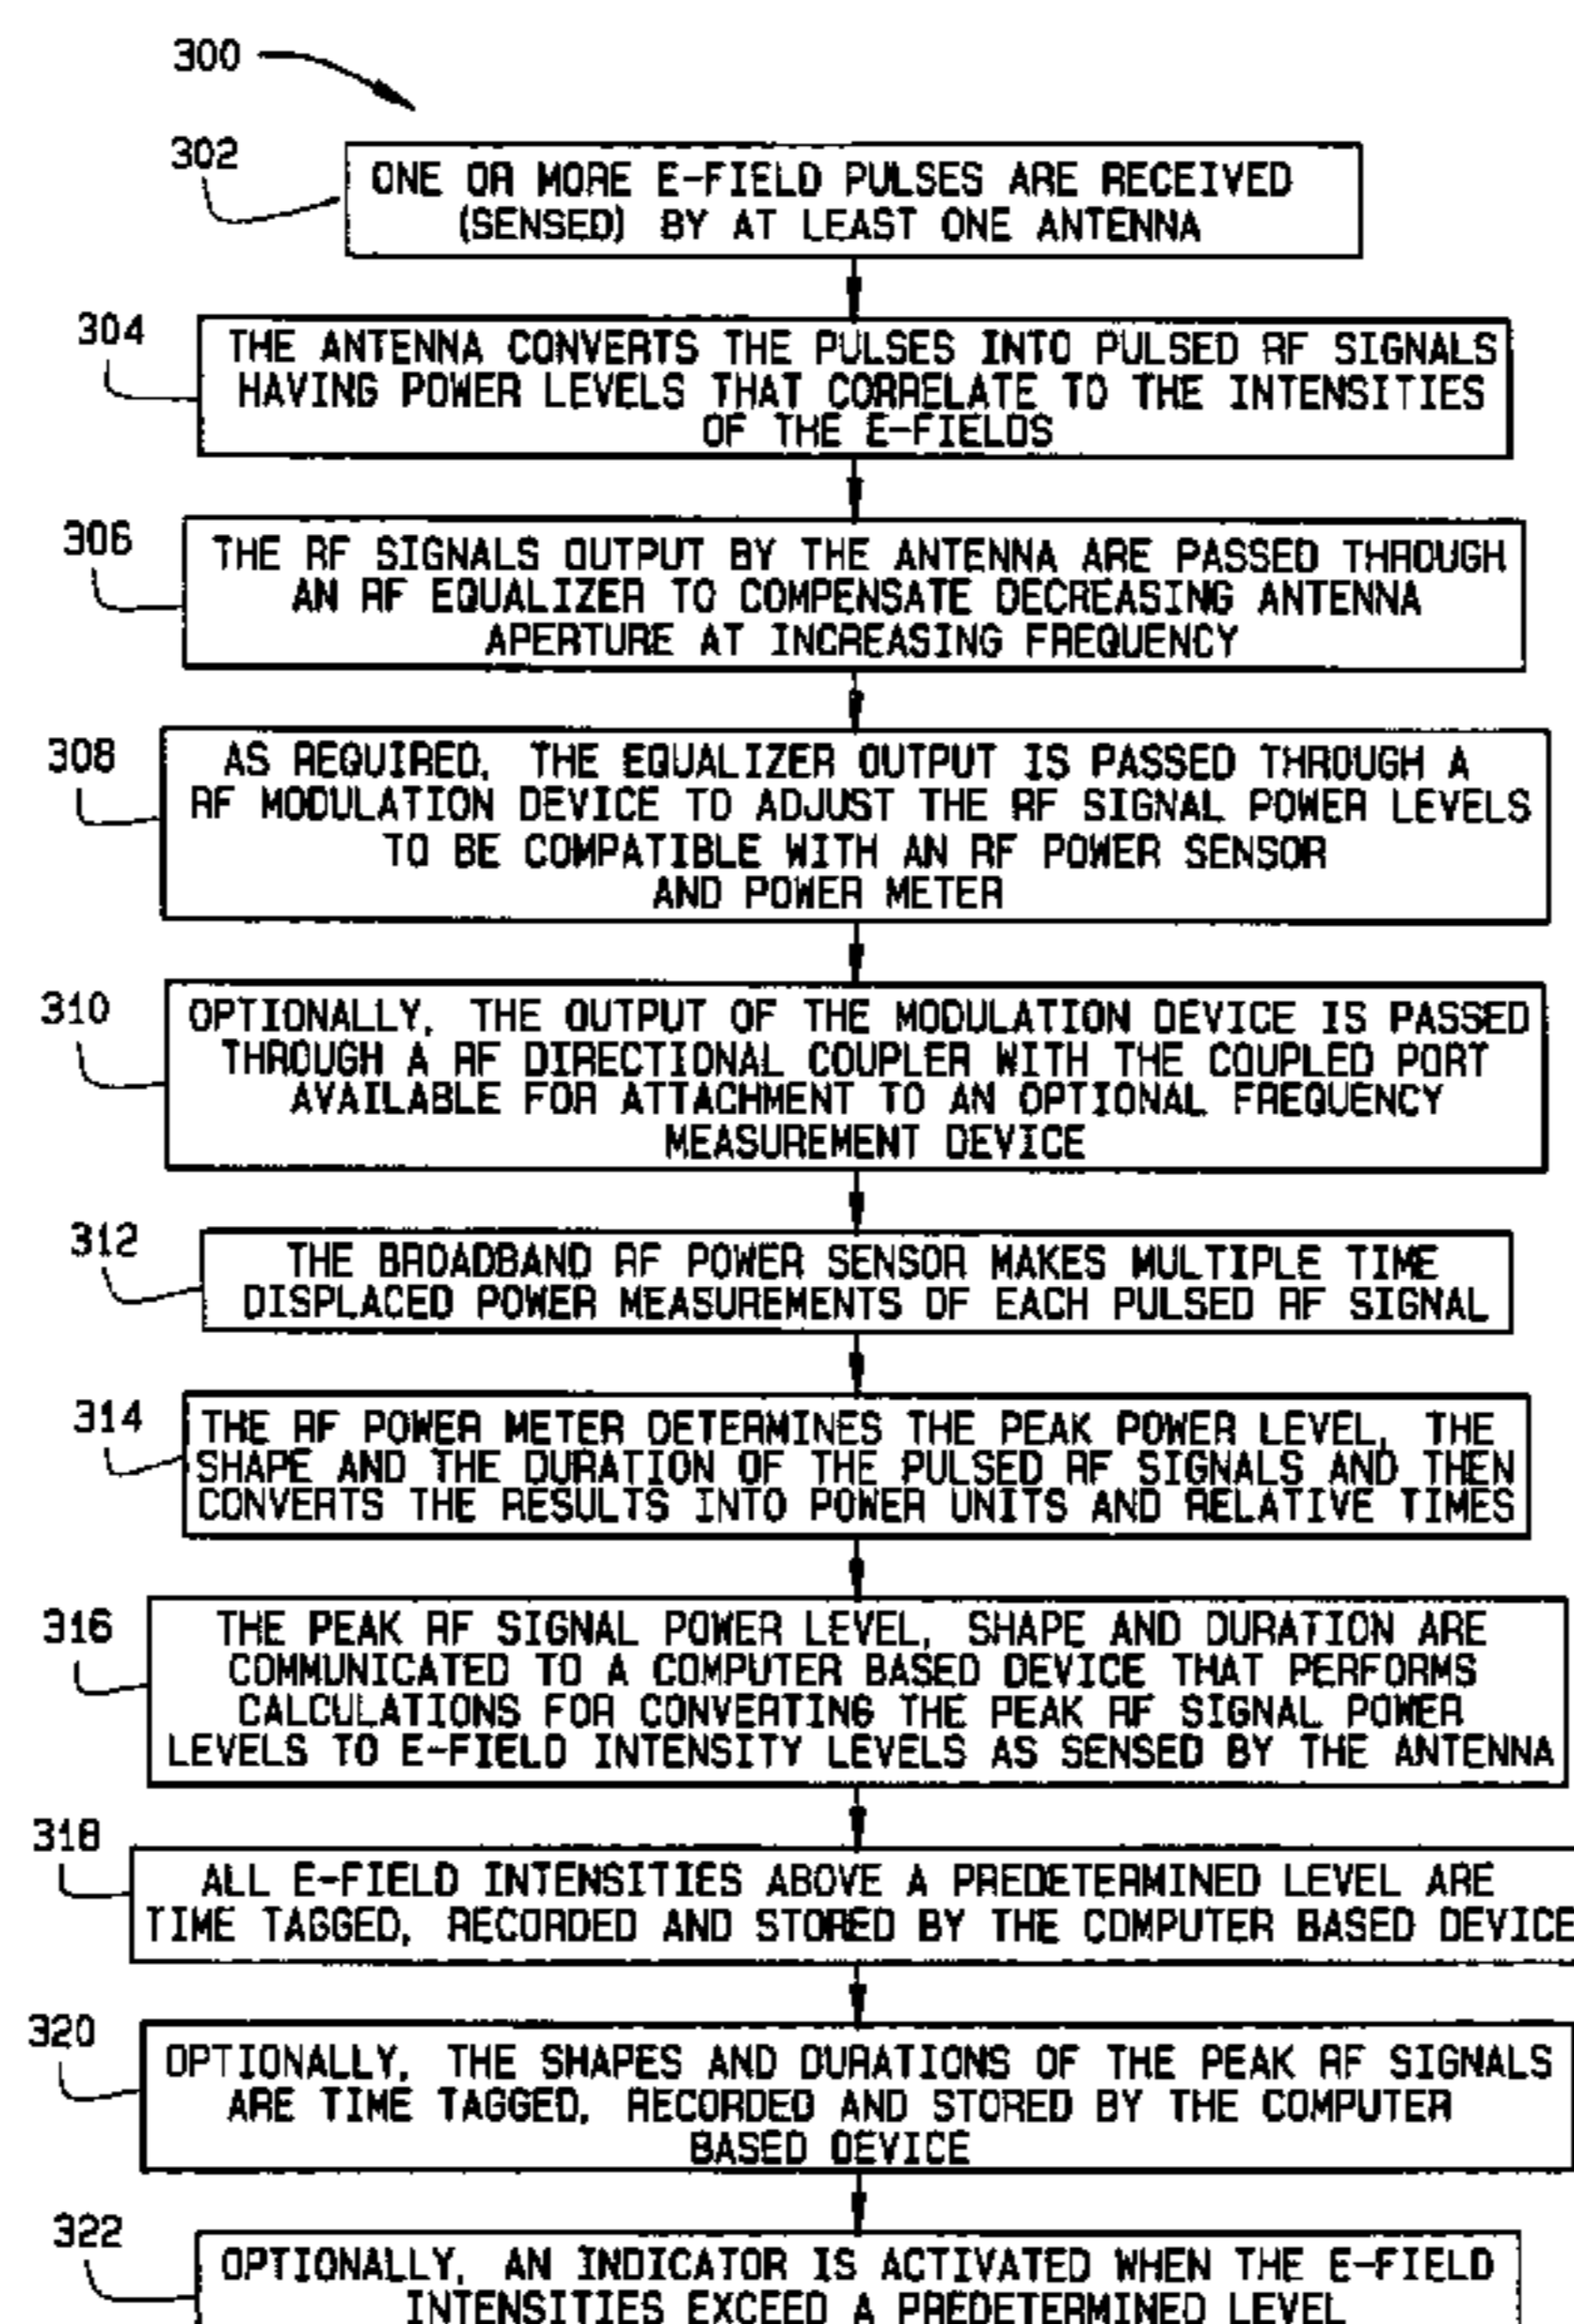 300
302
ONE OR MORE E-FIELD PULSES ARE RECEIVED
(SENSED) BY AT LEAST ONE ANTENNA
304
THE ANTENNA CONVERTS THE PULSES INTO PULSED RF SIGNALS
HAVING POWER LEVELS THAT CORRELATE TO THE INTENSITIES
OF THE E-FIELDS
306
THE RF SIGNALS OUTPUT BY THE ANTENNA ARE PASSED THROUGH
AN RF EQUALIZER TO COMPENSATE DECREASING ANTENNA
APERTURE AT INCREASING FREQUENCY
308
AS REQUIRED, THE EQUALIZER OUTPUT IS PASSED THROUGH A
RF MODULATION DEVICE TO ADJUST THE RF SIGNAL POWER LEVELS
TO BE COMPATIBLE WITH AN RF POWER SENSOR
AND POWER METER
310
OPTIONALLY, THE OUTPUT OF THE MODULATION DEVICE IS PASSED
THROUGH A RF DIRECTIONAL COUPLER WITH THE COUPLED PORT
AVAILABLE FOR ATTACHMENT TO AN OPTIONAL FREQUENCY
MEASUREMENT DEVICE
312
THE BROADBAND RF POWER SENSOR MAKES MULTIPLE TIME
DISPLACED POWER MEASUREMENTS OF EACH PULSED RF SIGNAL
314
THE RF POWER METER DETERMINES THE PEAK POWER LEVEL, THE
SHAPE AND THE DURATION OF THE PULSED RF SIGNALS AND THEN
CONVERTS THE RESULTS INTO POWER UNITS AND RELATIVE TIMES
316
THE PEAK RF SIGNAL POWER LEVEL, SHAPE AND DURATION ARE
COMMUNICATED TO A COMPUTER BASED DEVICE THAT PERFORMS
CALCULATIONS FOR CONVERTING THE PEAK RF SIGNAL POWER
LEVELS TO E-FIELD INTENSITY LEVELS AS SENSED BY THE ANTENNA
318
ALL E-FIELD INTENSITIES ABOVE A PREDETERMINED LEVEL ARE
TIME TAGGED, RECORDED AND STORED BY THE COMPUTER BASED DEVICE
320
OPTIONALLY, THE SHAPES AND DURATIONS OF THE PEAK RF SIGNALS
ARE TIME TAGGED, RECORDED AND STORED BY THE COMPUTER
BASED DEVICE
322
OPTIONALLY, AN INDICATOR IS ACTIVATED WHEN THE E-FIELD
INTENSITIES EXCEED A PREDETERMINED LEVEL